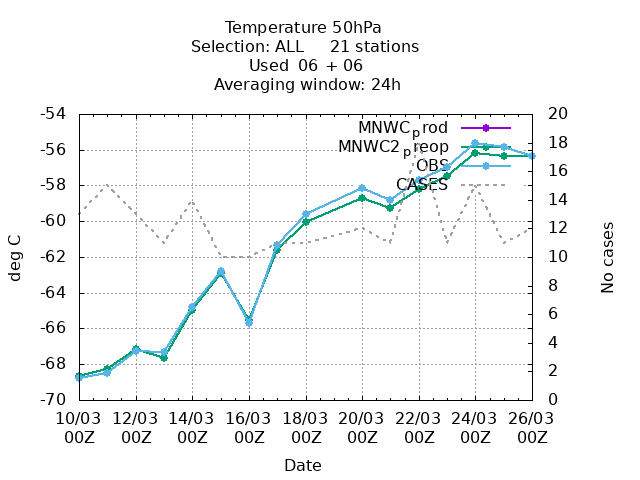 Temperature 50hPa
Selection: ALL 21 stations
Used 06 + 06
Averaging window: 24h
-54 20
MNWCprod
18
MNWC2preop
-56
OBS
16
CASES
-58
14
-60
12
-62 10
8
-64
6
-66
4
-68
2
-70 0
deg C
No cases
10/03 12/03 14/03 16/03 18/03 20/03 22/03 24/03 26/03
00Z 00Z 00Z 00Z 00Z 00Z 00Z 00Z 00Z
Date